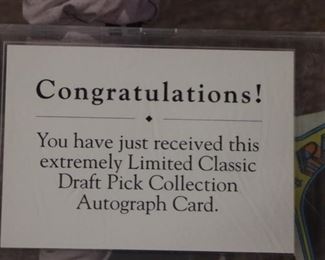 Congratulations!
You have just received this
extremely Limited Classic
Draft Pick Collection
Autograph Card.